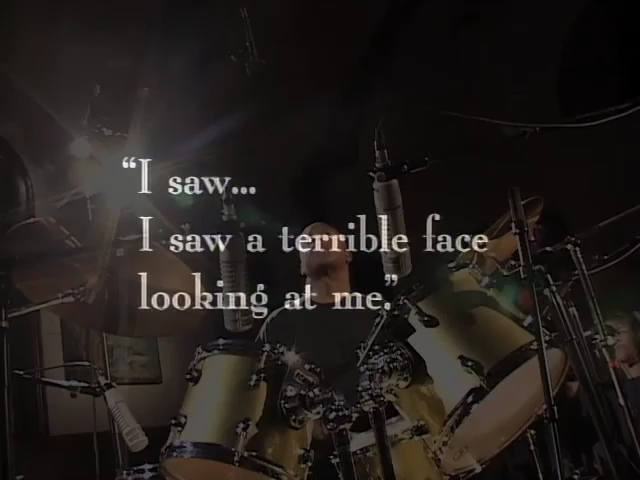 “I saw...
I saw a terrible face
looking at me.”